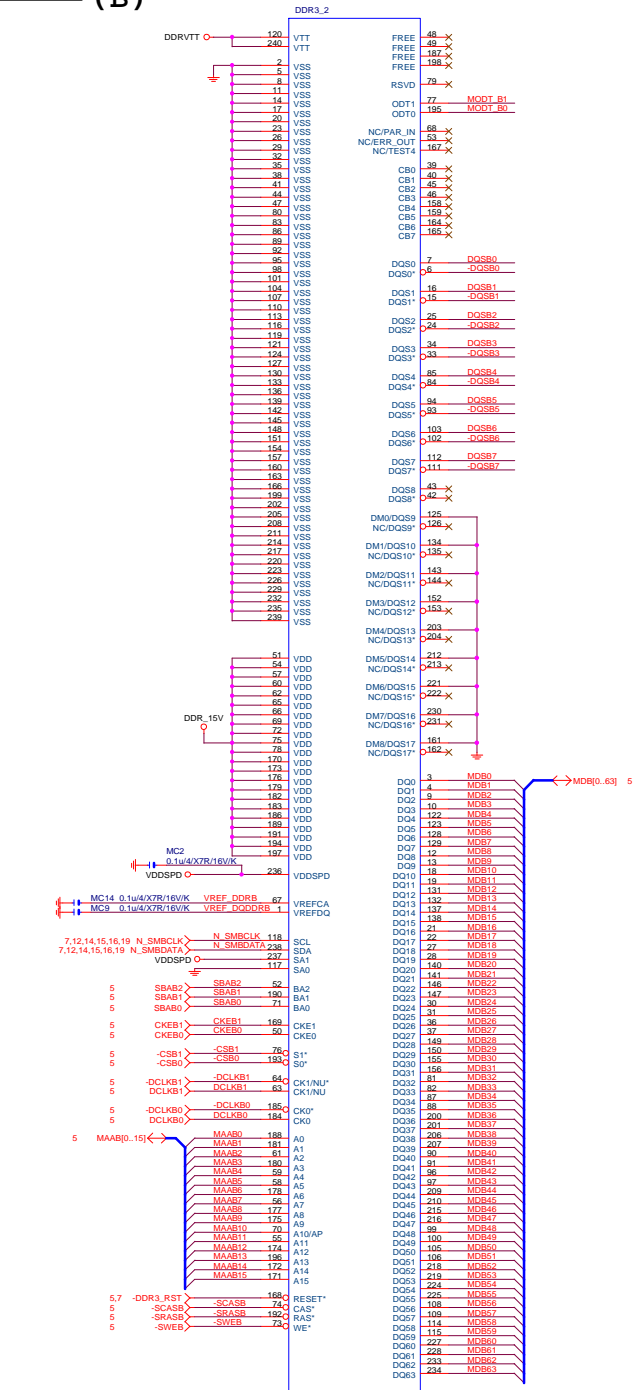 (B)
DDR3_2
DDRVTT 120 VTT
240 VTT
2 VSS
5 VSS
8 VSS
11 VSS
14 VSS
17 VSS
20 VSS
23 VSS
26 VSS
29 VSS
32 VSS
35 VSS
38 VSS
41 VSS
44 VSS
47 VSS
80 VSS
83 VSS
86 VSS
89 VSS
92 VSS
95 VSS
98 VSS
101 VSS
104 VSS
107 VSS
110 VSS
113 VSS
116 VSS
119 VSS
121 VSS
124 VSS
127 VSS
130 VSS
133 VSS
136 VSS
139 VSS
142 VSS
145 VSS
148 VSS
151 VSS
154 VSS
157 VSS
160 VSS
163 VSS
166 VSS
199 VSS
202 VSS
205 VSS
208 VSS
211 VSS
214 VSS
217 VSS
220 VSS
223 VSS
226 VSS
229 VSS
232 VSS
235 VSS
239 VSS
51 VDD
54 VDD
57 VDD
60 VDD
62 VDD
65 VDD
66 VDD
DDR_15V
69 VDD
72 VDD
75 VDD
78 VDD
170 VDD
173 VDD
176 VDD
179 VDD
182 VDD
183 VDD
186 VDD
189 VDD
191 VDD
194 VDD
197 VDD
MC2
0.1u/4/X7R/16V/K
VDDSPD 236 VDDSPD
MC14 0.1u/4/X7R/16V/K VREF_DDRB 67 VREFCA
MC9 0.1u/4/X7R/16V/K VREF_DQDDRB 1 VREFDQ
7,12,14,15,16,19 N_SMBCLK N_SMBCLK 118 SCL
7,12,14,15,16,19 N_SMBDATA N_SMBDATA 238 SDA
VDDSPD 237 SA1
117 SA0
5 SBAB2 SBAB2 52 BA2
5 SBAB1 SBAB1 190 BA1
5 SBAB0 SBAB0 71 BA0
5 CKEB1 CKEB1 169 CKE1
5 CKEB0 CKEB0 50 CKE0
5 -CSB1 -CSB1 76 S1*
5 -CSB0 -CSB0 193 S0*
5 -DCLKB1 -DCLKB1 64 CK1/NU*
5 DCLKB1 DCLKB1 63 CK1/NU
5 -DCLKB0 -DCLKB0 185 CK0*
5 DCLKB0 DCLKB0 184 CK0
5 MAAB[0..15] MAAB0 188 A0
MAAB1 181 A1
MAAB2 61 A2
MAAB3 180 A3
MAAB4 59 A4
MAAB5 58 A5
MAAB6 178 A6
MAAB7 56 A7
MAAB8 177 A8
MAAB9 175 A9
MAAB10 70 A10/AP
MAAB11 55 A11
MAAB12 174 A12
MAAB13 196 A13
MAAB14 172 A14
MAAB15 171 A15
5,7 -DDR3_RST 168 RESET*
5 -SCASB -SCASB 74 CAS*
5 -SRASB -SRASB 192 RAS*
5 -SWEB -SWEB 73 WE*
FREE 48
FREE 49
FREE 187
FREE 198
RSVD 79
ODT1 77 MODT_B1
ODT0 195 MODT_B0
NC/PAR_IN 68
NC/ERR_OUT 53
NC/TEST4 167
CB0 39
CB1 40
CB2 45
CB3 46
CB4 158
CB5 159
CB6 164
CB7 165
DQS0 7 DQSB0
DQS0* 6 -DQSB0
DQS1 16 DQSB1
DQS1* 15 -DQSB1
DQS2 25 DQSB2
DQS2* 24 -DQSB2
DQS3 34 DQSB3
DQS3* 33 -DQSB3
DQS4 85 DQSB4
DQS4* 84 -DQSB4
DQS5 94 DQSB5
DQS5* 93 -DQSB5
DQS6 103 DQSB6
DQS6* 102 -DQSB6
DQS7 112 DQSB7
DQS7* 111 -DQSB7
DQS8 43
DQS8* 42
DM0/DQS9 125
NC/DQS9* 126
DM1/DQS10 134
NC/DQS10* 135
DM2/DQS11 143
NC/DQS11* 144
DM3/DQS12 152
NC/DQS12* 153
DM4/DQS13 203
NC/DQS13* 204
DM5/DQS14 212
NC/DQS14* 213
DM6/DQS15 221
NC/DQS15* 222
DM7/DQS16 230
NC/DQS16* 231
DM8/DQS17 161
NC/DQS17* 162
DQ0 3 MDB0 MDB[0..63] 5
DQ1 4 MDB1
DQ2 9 MDB2
DQ3 10 MDB3
DQ4 122 MDB4
DQ5 123 MDB5
DQ6 128 MDB6
DQ7 129 MDB7
DQ8 12 MDB8
DQ9 13 MDB9
DQ10 18 MDB10
DQ11 19 MDB11
DQ12 131 MDB12
DQ13 132 MDB13
DQ14 137 MDB14
DQ15 138 MDB15
DQ16 21 MDB16
DQ17 22 MDB17
DQ18 27 MDB18
DQ19 28 MDB19
DQ20 140 MDB20
DQ21 141 MDB21
DQ22 146 MDB22
DQ23 147 MDB23
DQ24 30 MDB24
DQ25 31 MDB25
DQ26 36 MDB26
DQ27 37 MDB27
DQ28 149 MDB28
DQ29 150 MDB29
DQ30 155 MDB30
DQ31 156 MDB31
DQ32 81 MDB32
DQ33 82 MDB33
DQ34 87 MDB34
DQ35 88 MDB35
DQ36 200 MDB36
DQ37 201 MDB37
DQ38 206 MDB38
DQ39 207 MDB39
DQ40 90 MDB40
DQ41 91 MDB41
DQ42 96 MDB42
DQ43 97 MDB43
DQ44 209 MDB44
DQ45 210 MDB45
DQ46 215 MDB46
DQ47 216 MDB47
DQ48 99 MDB48
DQ49 100 MDB49
DQ50 105 MDB50
DQ51 106 MDB51
DQ52 218 MDB52
DQ53 219 MDB53
DQ54 224 MDB54
DQ55 225 MDB55
DQ56 108 MDB56
DQ57 109 MDB57
DQ58 114 MDB58
DQ59 115 MDB59
DQ60 227 MDB60
DQ61 228 MDB61
DQ62 233 MDB62
DQ63 234 MDB63